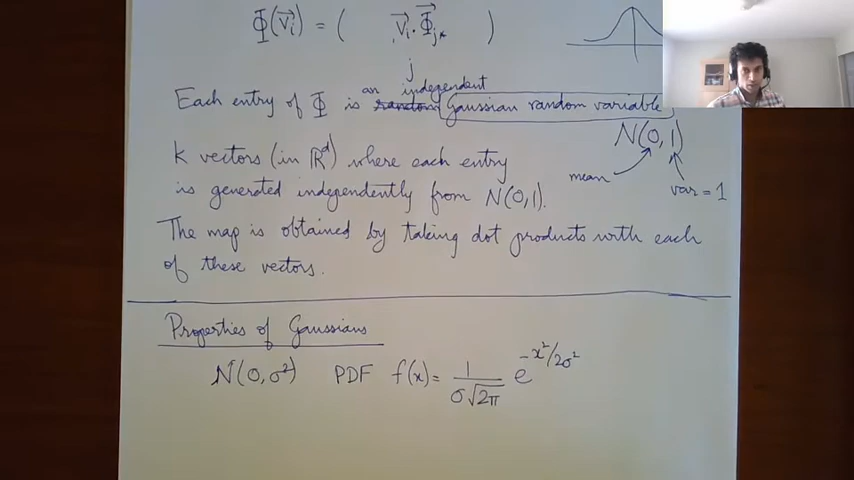 Φ(v⃗ᵢ) = ( v⃗ᵢ·Φ⃗ⱼ* )
j
Each entry of Φ is an independent random Gaussian random variable
N(0,1)
mean
var = 1
k vectors (in ℝᵈ) where each entry
is generated independently from N(0,1).
The map is obtained by taking dot products with each
of these vectors.
Properties of Gaussians
N(0,σ²) PDF f(x) = 1/(σ√2π) e^(-x²/2σ²)